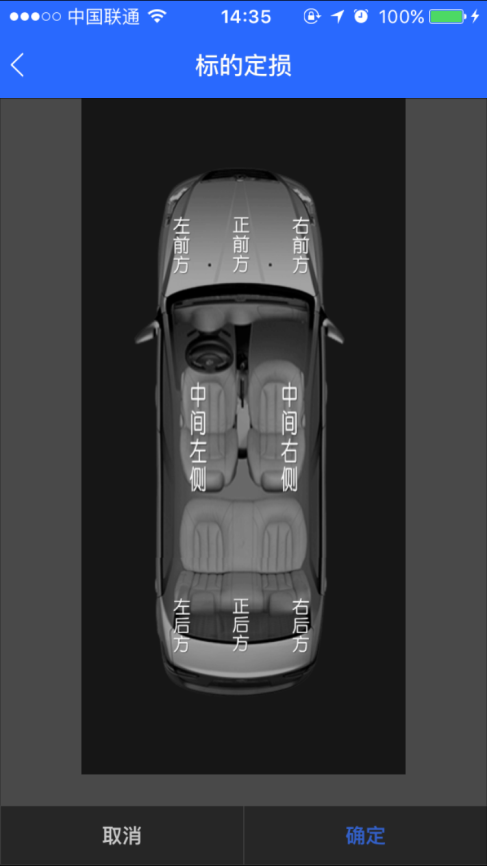 中国联通 14:35 100%
标的定损
左前方 正前方 右前方
中间左侧 中间右侧
左后方 正后方 右后方
取消 确定